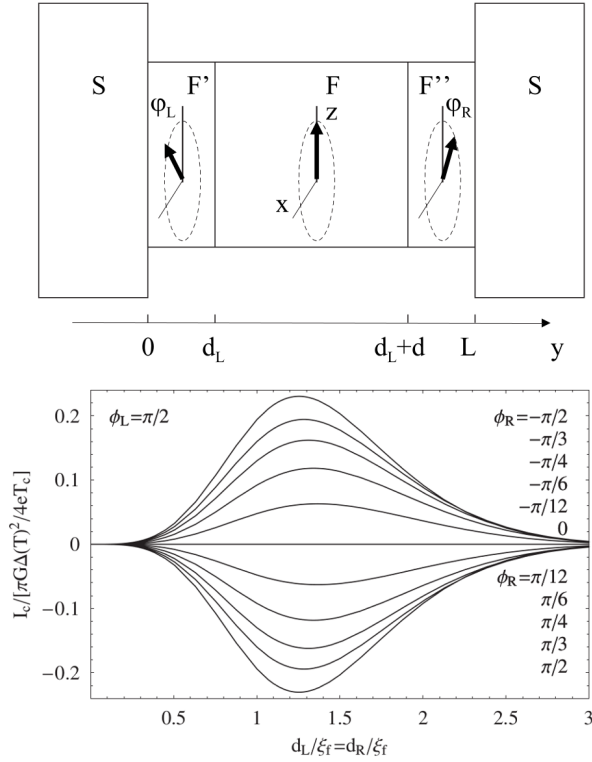 S F' F F'' S
φL φR
z
x
0 dL dL+d L y
ϕL=π/2
ϕR=−π/2
−π/3
−π/4
−π/6
−π/12
0
ϕR=π/12
π/6
π/4
π/3
π/2
0.2
0.1
0
−0.1
−0.2
Ic/[πGΔ(T)²/4eTc]
0.5 1 1.5 2 2.5 3
dL/ξf=dR/ξf